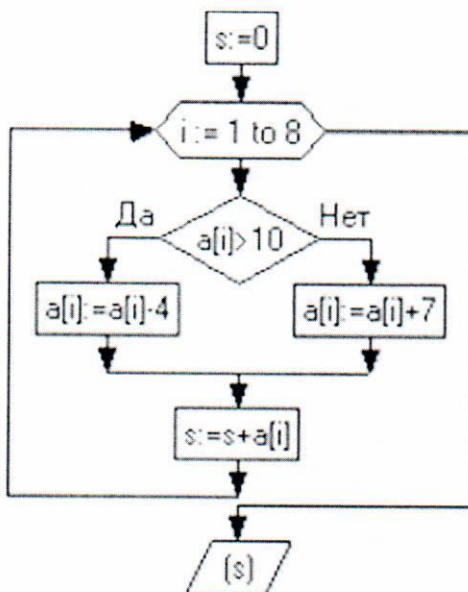 s:=0
i := 1 to 8
Да
Нет
a[i]>10
a[i]:=a[i]-4
a[i]:=a[i]+7
s:=s+a[i]
(s)